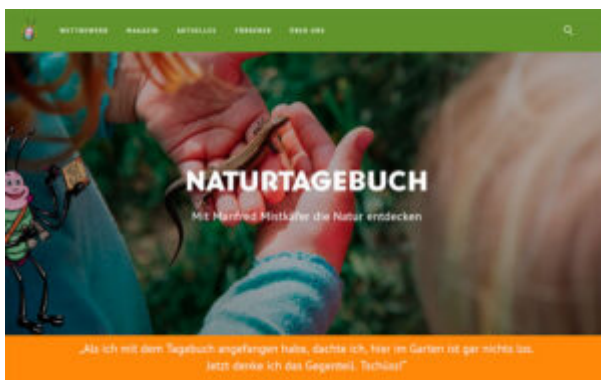 WETTBEWERB MAGAZIN AKTUELLES FÖRDERER ÜBER UNS
NATURTAGEBUCH
Mit Manfred Mistkäfer die Natur entdecken
„Als ich mit dem Tagebuch angefangen habe, dachte ich, hier im Garten ist gar nichts los.
Jetzt denke ich das Gegenteil. Tschüss!“